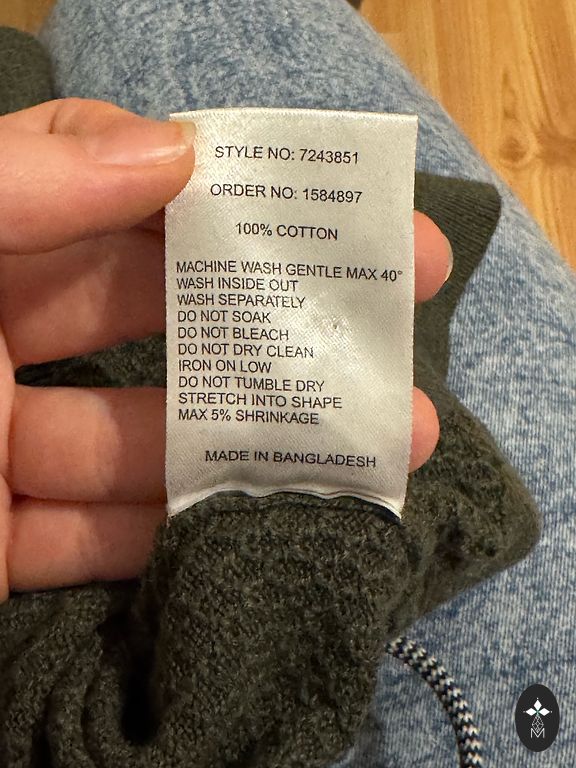 STYLE NO: 7243851
ORDER NO: 1584897
100% COTTON
MACHINE WASH GENTLE MAX 40°
WASH INSIDE OUT
WASH SEPARATELY
DO NOT SOAK
DO NOT BLEACH
DO NOT DRY CLEAN
IRON ON LOW
DO NOT TUMBLE DRY
STRETCH INTO SHAPE
MAX 5% SHRINKAGE
MADE IN BANGLADESH
M